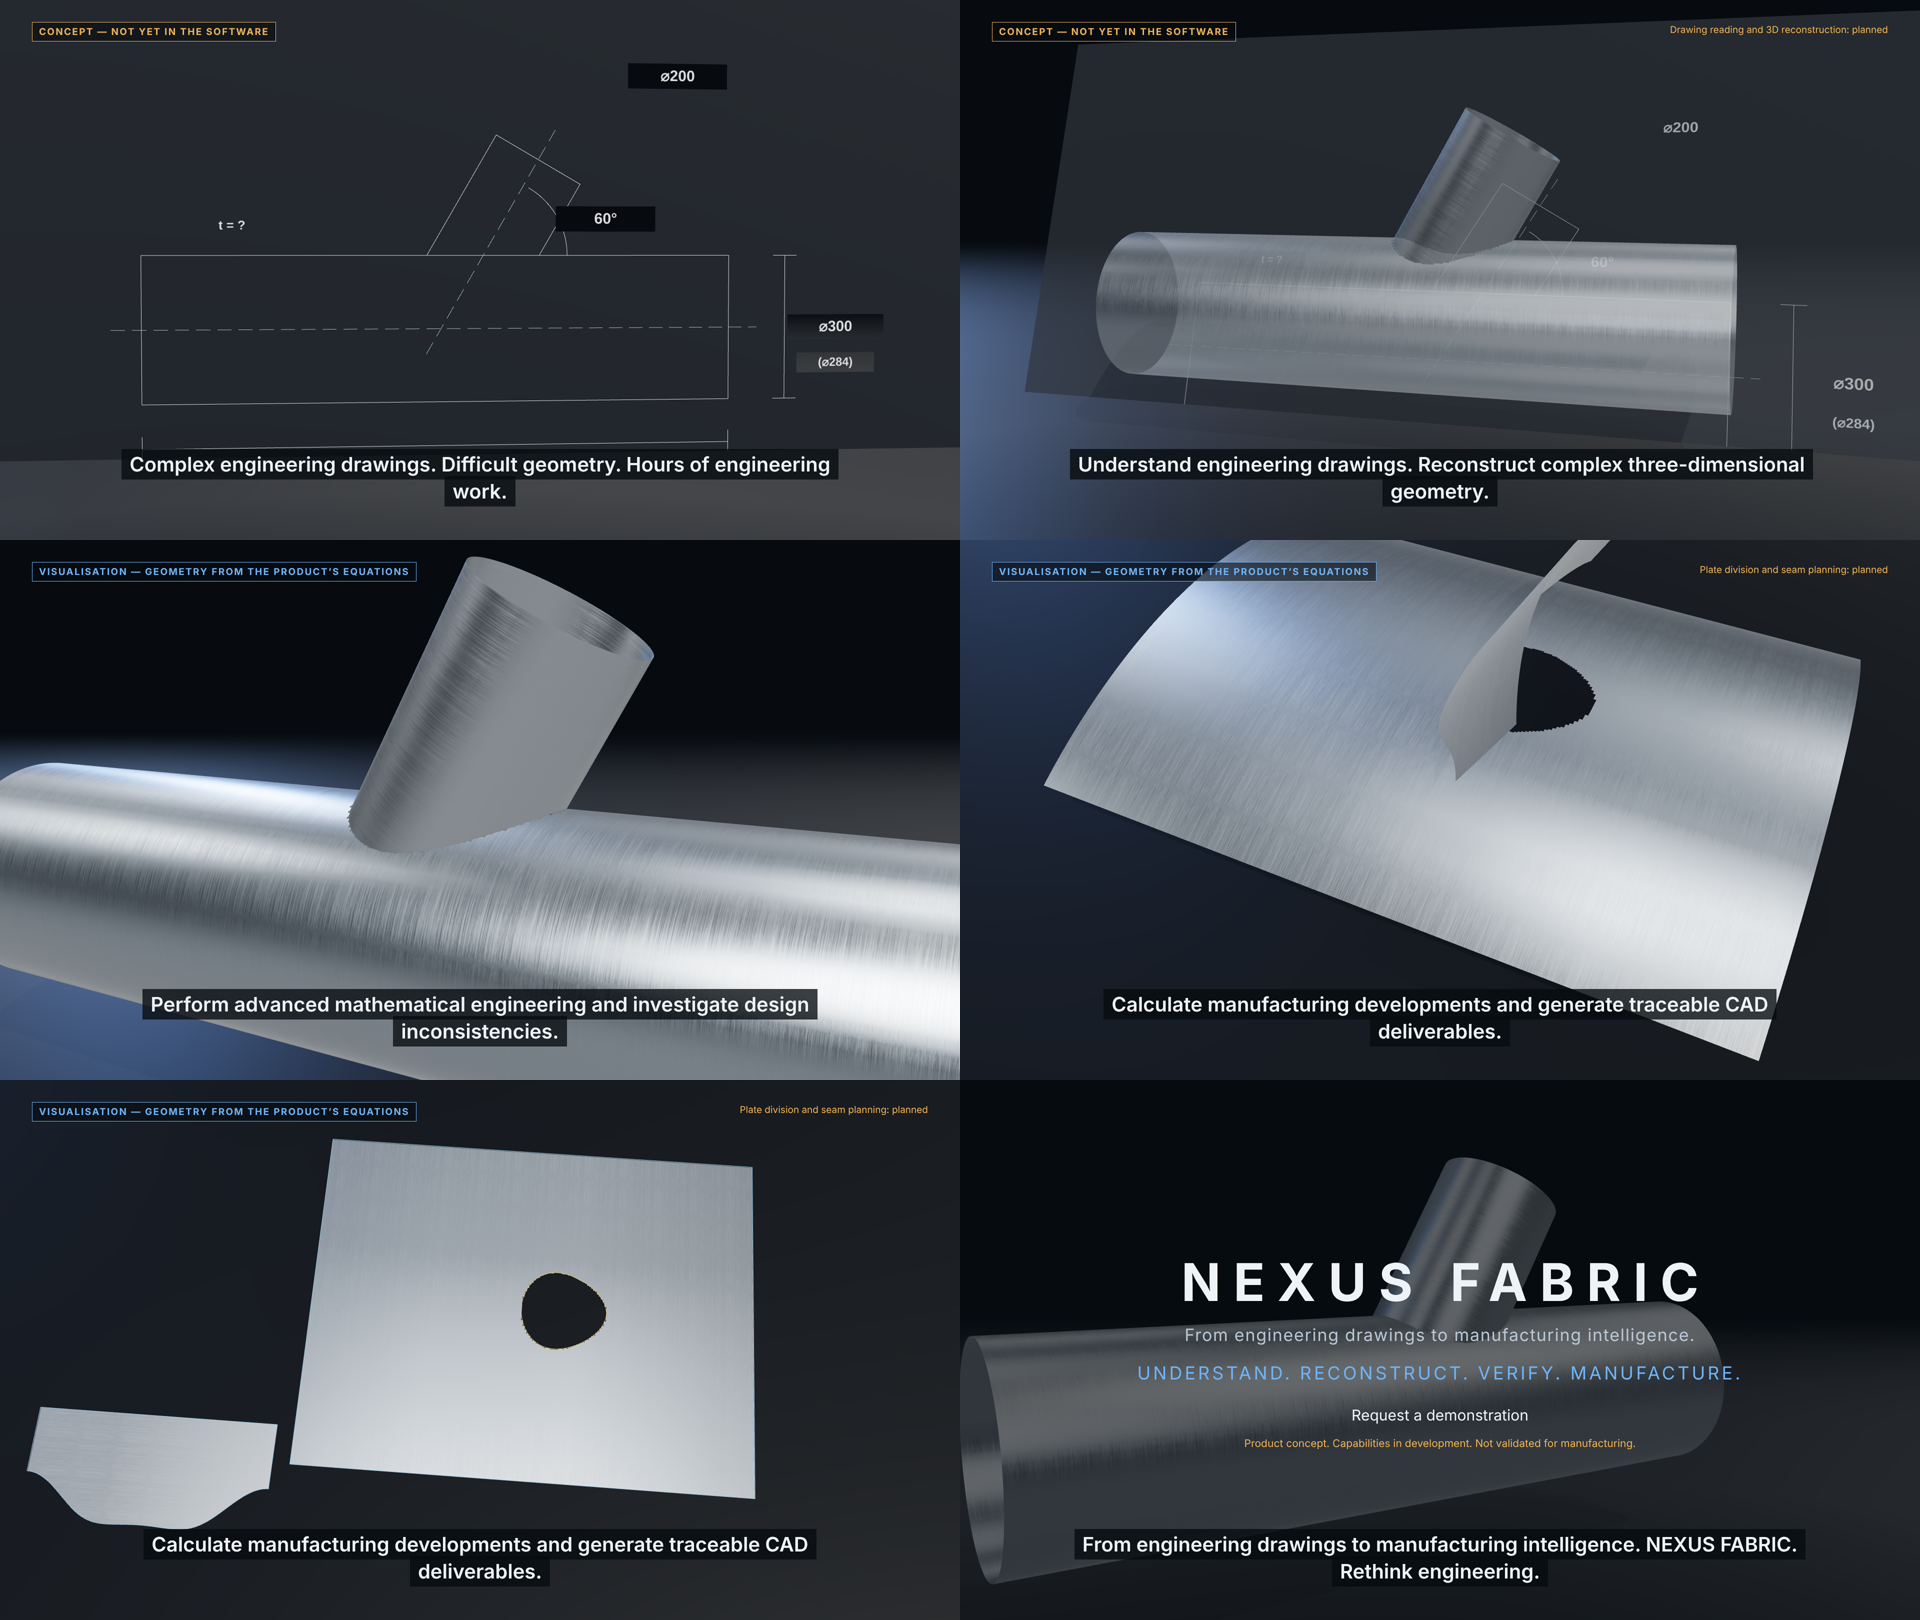 CONCEPT — NOT YET IN THE SOFTWARE
⌀200
60°
t = ?
⌀300
(⌀284)
Complex engineering drawings. Difficult geometry. Hours of engineering
work.
CONCEPT — NOT YET IN THE SOFTWARE
Drawing reading and 3D reconstruction: planned
⌀200
t = ?
60°
⌀300
(⌀284)
Understand engineering drawings. Reconstruct complex three-dimensional
geometry.
VISUALISATION — GEOMETRY FROM THE PRODUCT'S EQUATIONS
Perform advanced mathematical engineering and investigate design
inconsistencies.
VISUALISATION — GEOMETRY FROM THE PRODUCT'S EQUATIONS
Plate division and seam planning: planned
Calculate manufacturing developments and generate traceable CAD
deliverables.
VISUALISATION — GEOMETRY FROM THE PRODUCT'S EQUATIONS
Plate division and seam planning: planned
Calculate manufacturing developments and generate traceable CAD
deliverables.
NEXUS FABRIC
From engineering drawings to manufacturing intelligence.
UNDERSTAND. RECONSTRUCT. VERIFY. MANUFACTURE.
Request a demonstration
Product concept. Capabilities in development. Not validated for manufacturing.
From engineering drawings to manufacturing intelligence. NEXUS FABRIC.
Rethink engineering.